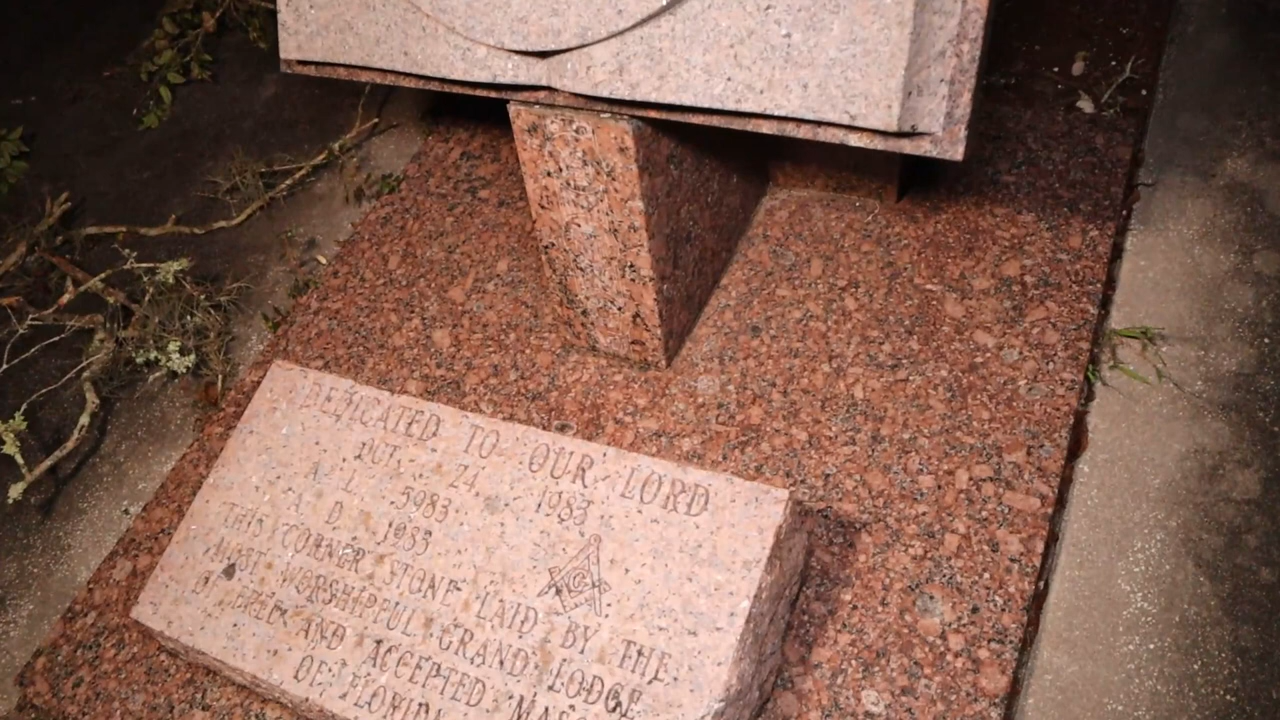 DEDICATED TO OUR LORD
OCT. 24, 1983
A. L. 5983
A. D. 1983
THIS CORNER STONE LAID BY THE
MOST WORSHIPPUL GRAND LODGE
OF FREE AND ACCEPTED
OF FLORIDA
G